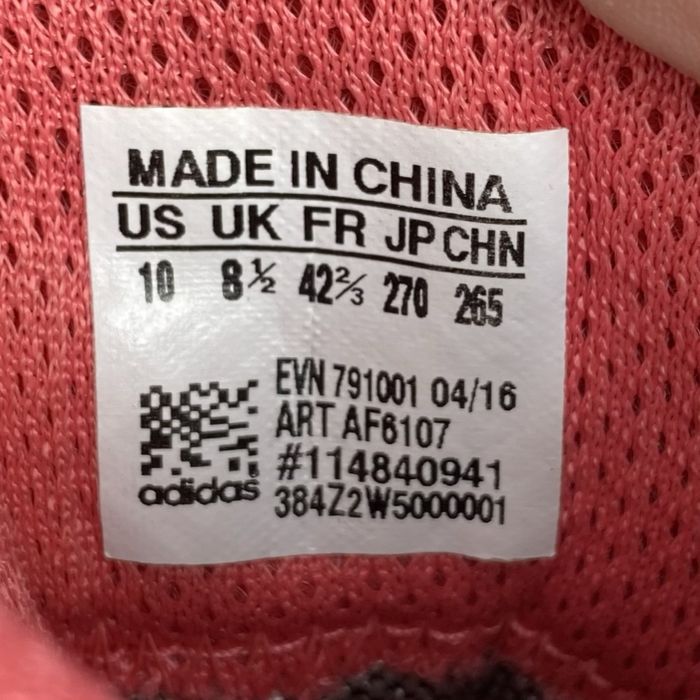 MADE IN CHINA
US UK FR JP CHN
10 8½ 42⅔ 270 265
EVN 791001 04/16
ART AF6107
#114840941
adidas 384Z2W5000001